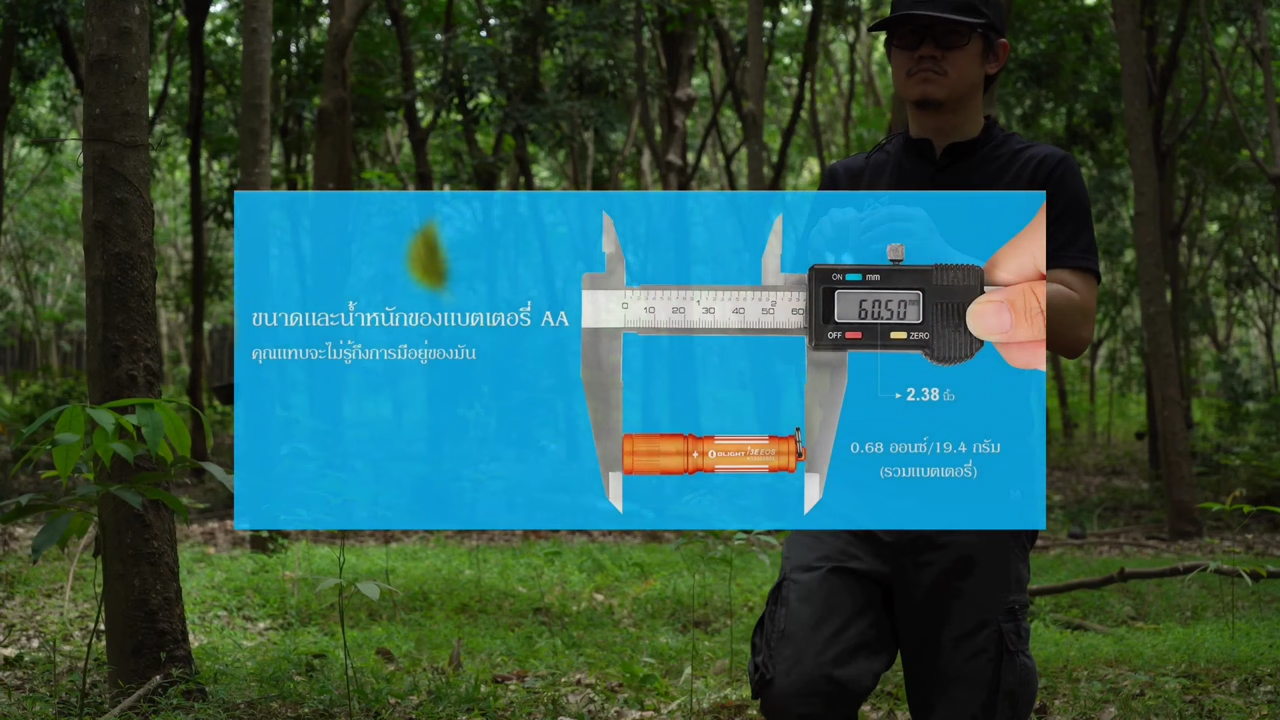 ขนาดและน้ำหนักของแบตเตอรี่ AA
คุณแทบจะไม่รู้ถึงการมีอยู่ของมัน
ON mm
60.50 mm
OFF ZERO
0 10 20 30 40 50 60
0 1 2
OLIGHT i3E EOS
2.38 นิ้ว
0.68 ออนซ์/19.4 กรัม
(รวมแบตเตอรี่)